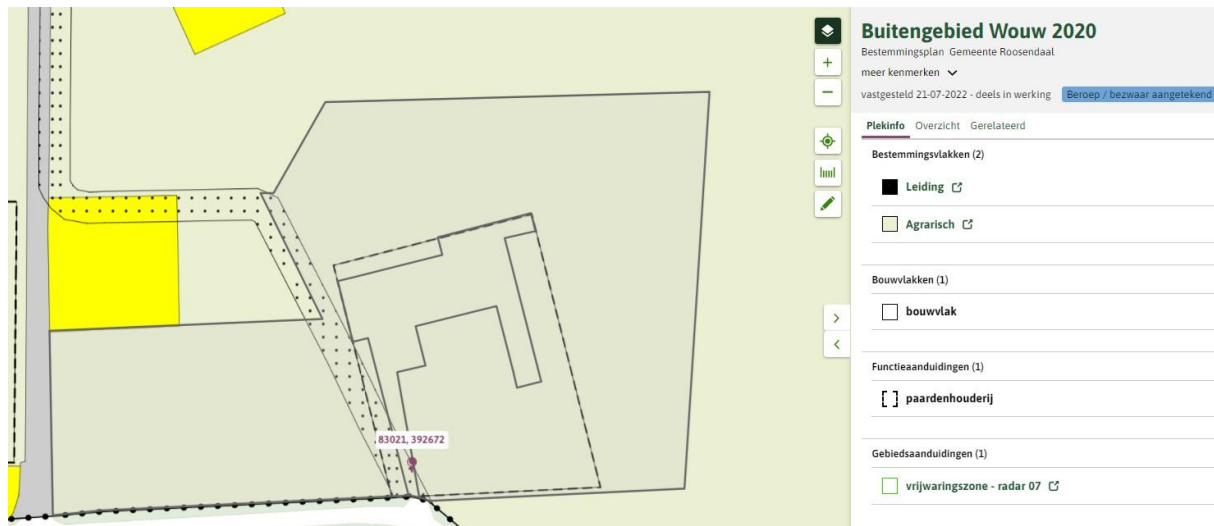 83021, 392672
Buitengebied Wouw 2020
Bestemmingsplan Gemeente Roosendaal
meer kenmerken
vastgesteld 21-07-2022 - deels in werking Beroep / bezwaar aangetekend
Plekinfo Overzicht Gerelateerd
Bestemmingsvlakken (2)
Leiding
Agrarisch
Bouwvlakken (1)
bouwvlak
Functieaanduidingen (1)
paardenhouderij
Gebiedsaanduidingen (1)
vrijwaringszone - radar 07